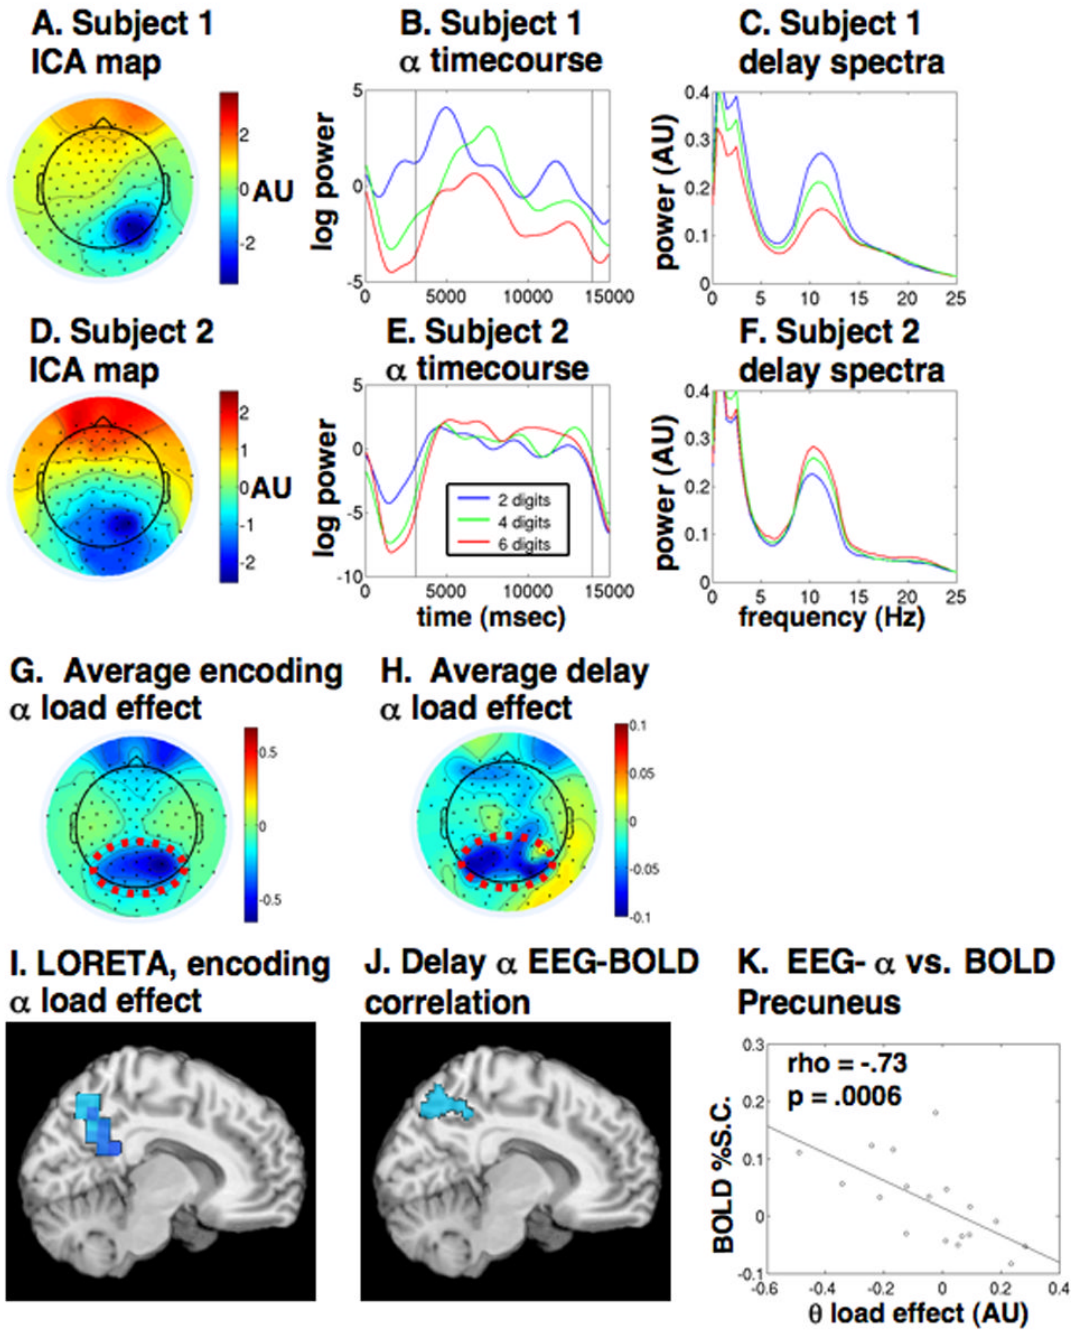 A. Subject 1
ICA map
B. Subject 1
α timecourse
C. Subject 1
delay spectra
2
0
-2
AU
log power
5
0
-5
0 5000 10000 15000
power (AU)
0.4
0.3
0.2
0.1
0
0 5 10 15 20 25
D. Subject 2
ICA map
E. Subject 2
α timecourse
F. Subject 2
delay spectra
2
1
0
-1
-2
AU
log power
5
0
-5
-10
2 digits
4 digits
6 digits
0 5000 10000 15000
time (msec)
power (AU)
0.4
0.3
0.2
0.1
0
0 5 10 15 20 25
frequency (Hz)
G. Average encoding
α load effect
H. Average delay
α load effect
0.5
0
-0.5
0.1
0.05
0
-0.05
-0.1
I. LORETA, encoding
α load effect
J. Delay α EEG-BOLD
correlation
K. EEG- α vs. BOLD
Precuneus
rho = -.73
p = .0006
BOLD %S.C.
0.3
0.2
0.1
0
-0.1
-0.6 -0.4 -0.2 0 0.2 0.4
θ load effect (AU)